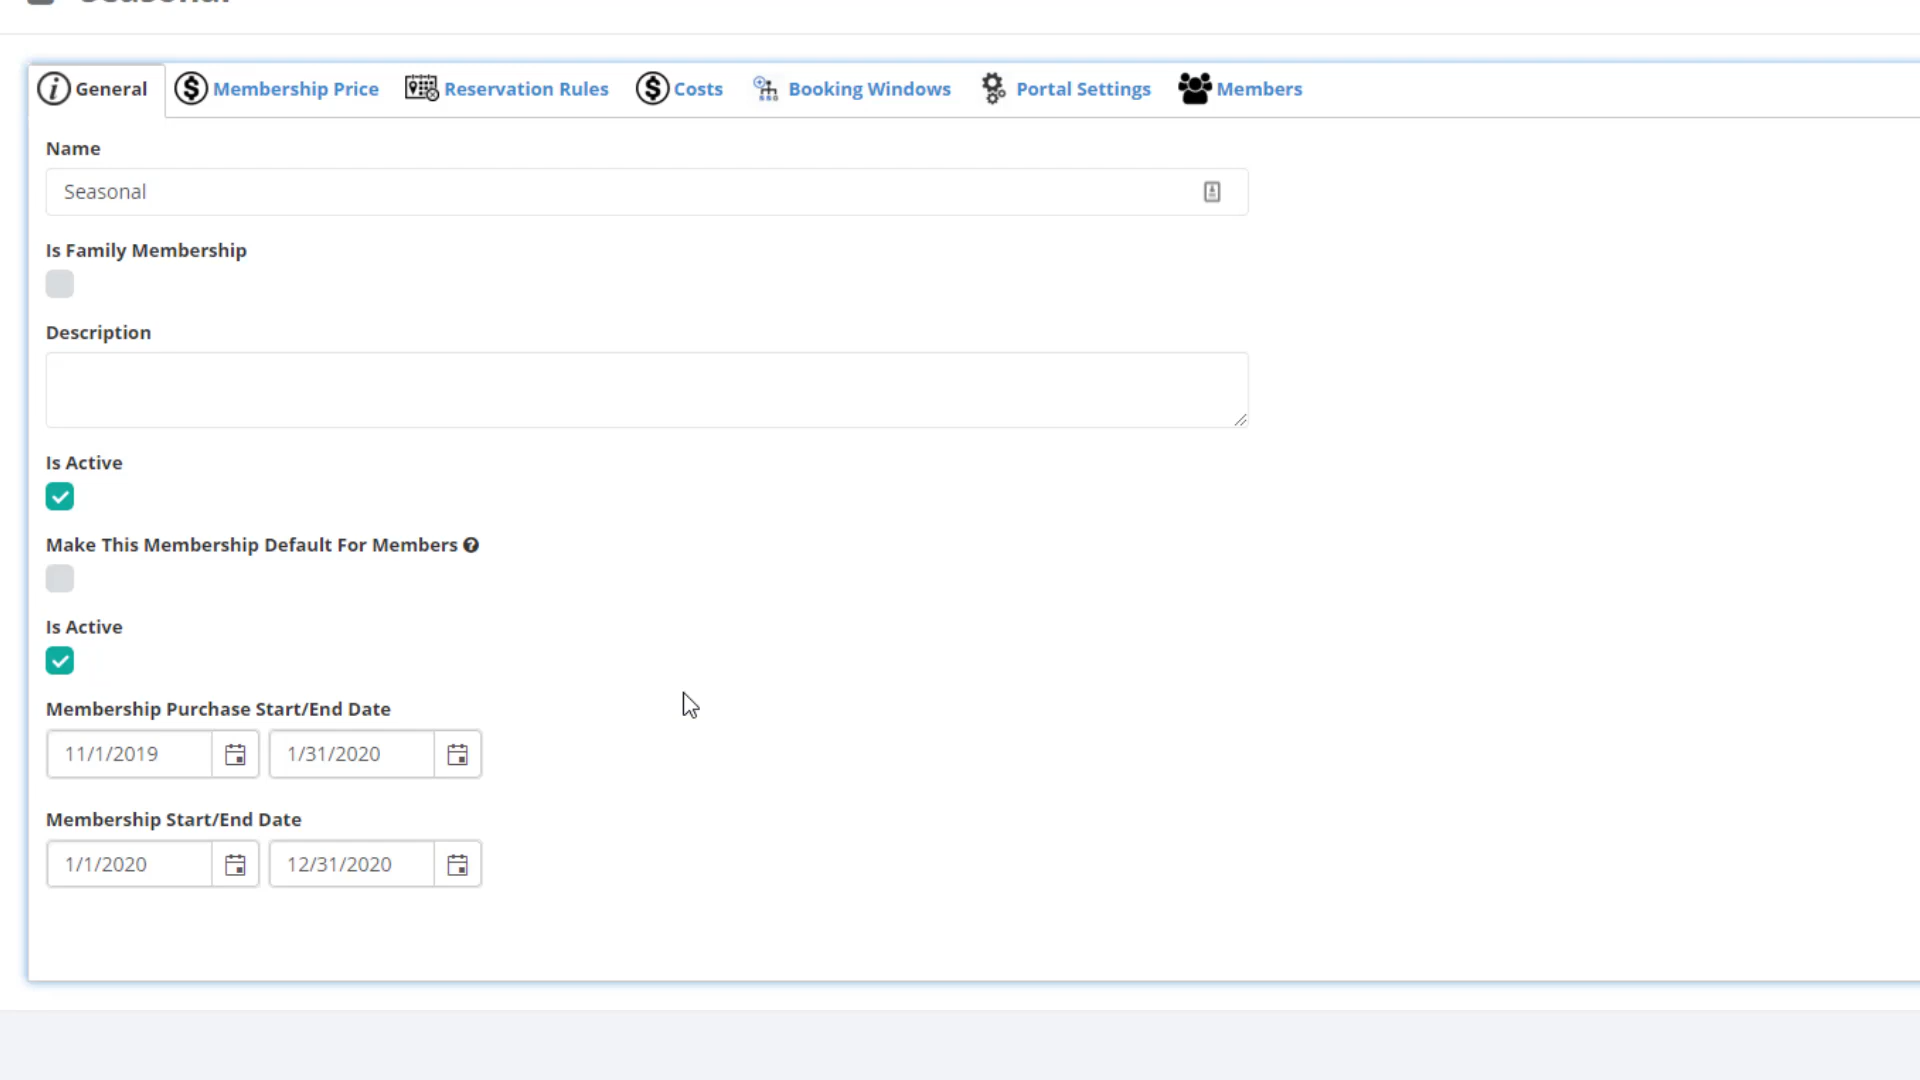 Seasonal
General Membership Price Reservation Rules Costs Booking Windows Portal Settings Members
Name
Seasonal
Is Family Membership
Description
Is Active
Make This Membership Default For Members
Is Active
Membership Purchase Start/End Date
11/1/2019 1/31/2020
Membership Start/End Date
1/1/2020 12/31/2020